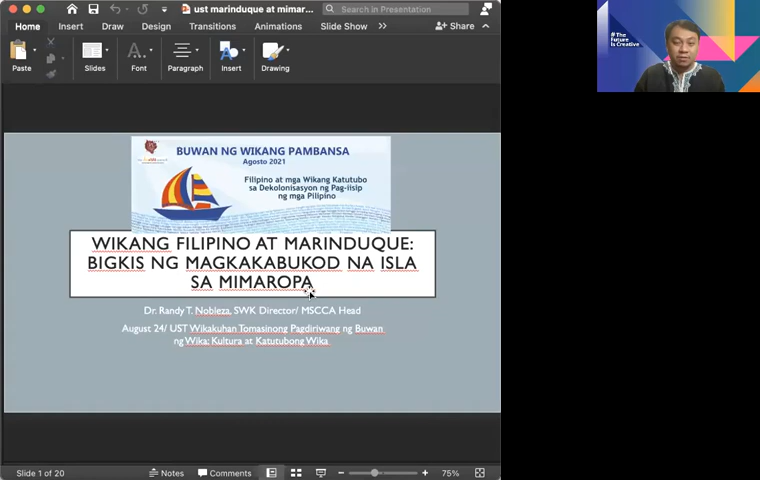 ust marinduque at mimar...
Search in Presentation
Home Insert Draw Design Transitions Animations Slide Show Share
Paste Slides Font Paragraph Insert Drawing
BUWAN NG WIKANG PAMBANSA
Agosto 2021
Filipino at mga Wikang Katutubo
sa Dekolonisasyon ng Pag-iisip
ng mga Pilipino
WIKANG FILIPINO AT MARINDUQUE:
BIGKIS NG MAGKAKABUKOD NA ISLA
SA MIMAROPA
Dr. Randy T. Nobleza, SWK Director/ MSCCA Head
August 24/ UST Wikakuhan Tomasinong Pagdiriwang ng Buwan
ng Wika: Kultura at Katutubong Wika
Slide 1 of 20 Notes Comments 75%
#The
Future
Is Creative